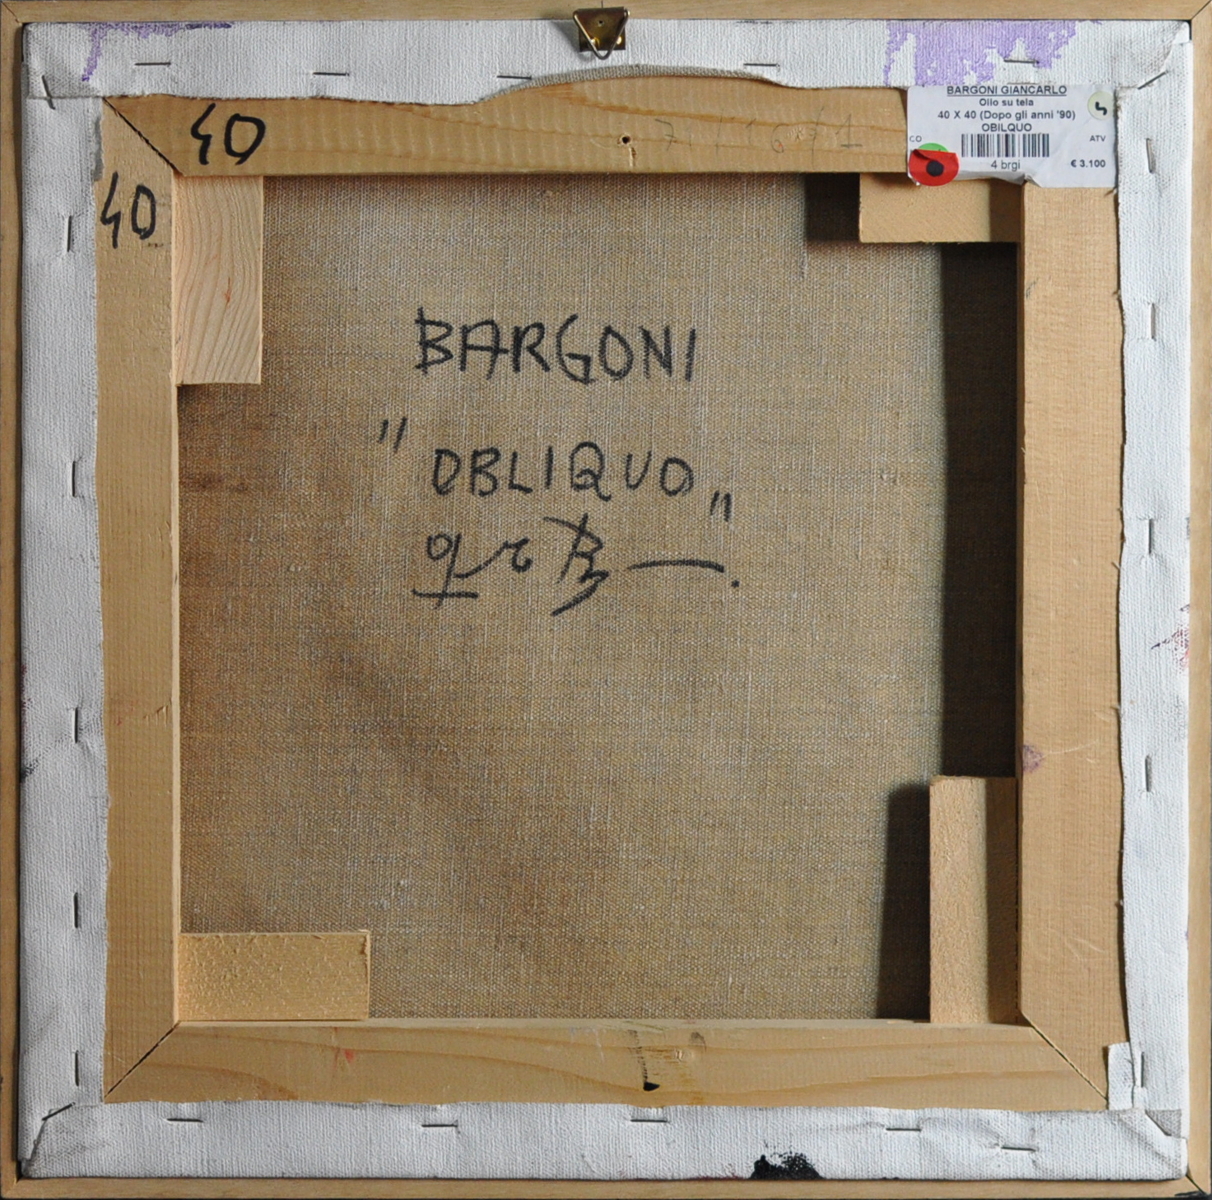 BARGONI GIANCARLO
Olio su tela
40 X 40 (Dopo gli anni '90)
OBILQUO
CD
ATV
4 brgi
€ 3.100
40
40
BARGONI
"OBLIQUO"